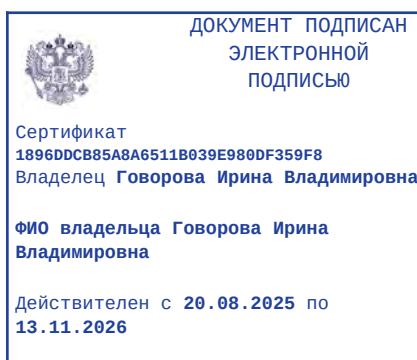 ДОКУМЕНТ ПОДПИСАН
ЭЛЕКТРОННОЙ
ПОДПИСЬЮ
Сертификат
1896DDCB85A8A6511B039E980DF359F8
Владелец Говорова Ирина Владимировна
ФИО владельца Говорова Ирина
Владимировна
Действителен с 20.08.2025 по
13.11.2026